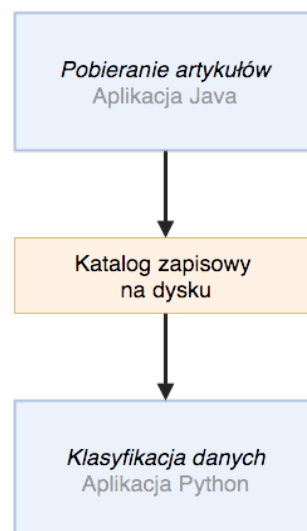 Pobieranie artykułów
Aplikacja Java
Katalog zapisowy
na dysku
Klasyfikacja danych
Aplikacja Python